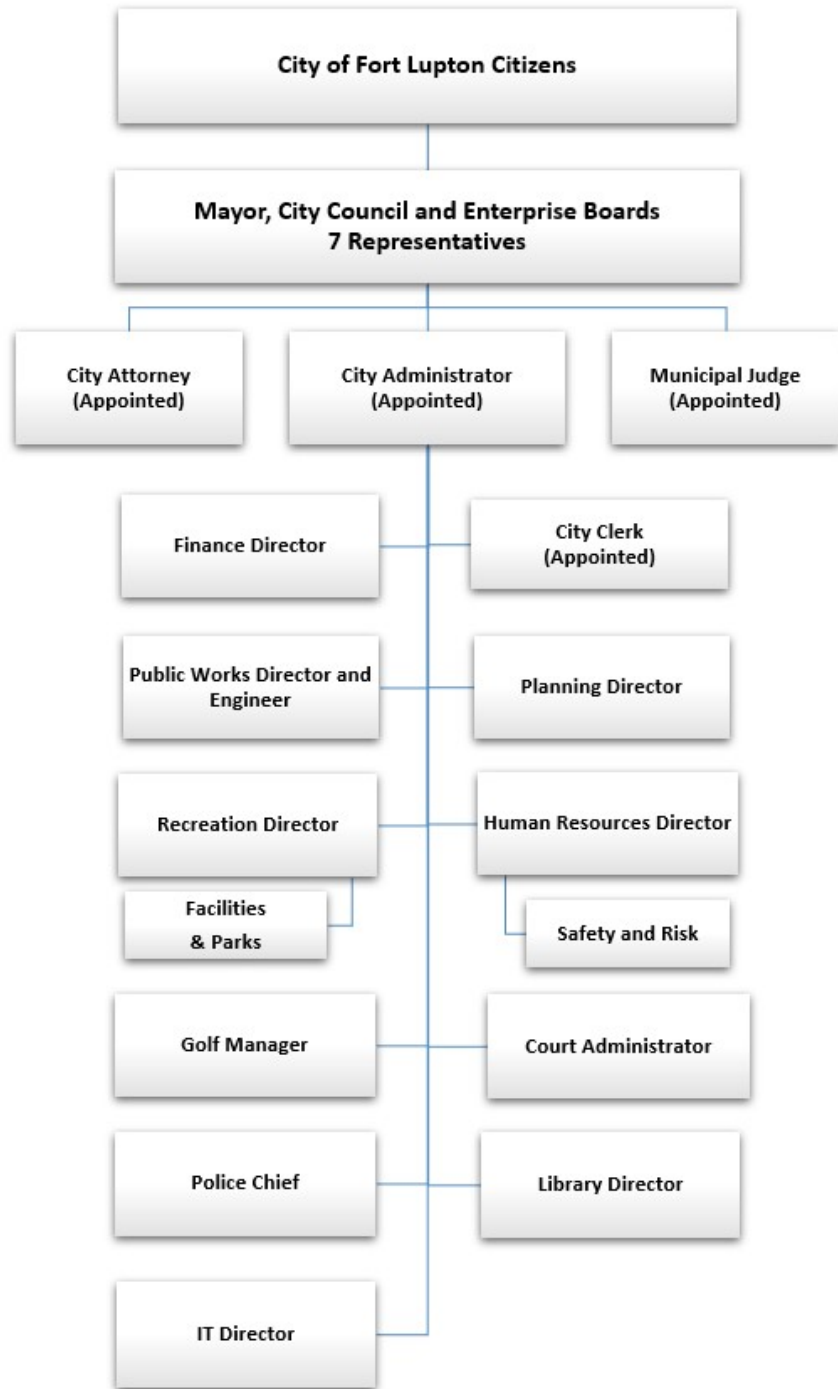 City of Fort Lupton Citizens
Mayor, City Council and Enterprise Boards
7 Representatives
City Attorney
(Appointed)
City Administrator
(Appointed)
Municipal Judge
(Appointed)
Finance Director
City Clerk
(Appointed)
Public Works Director and
Engineer
Planning Director
Recreation Director
Human Resources Director
Facilities
& Parks
Safety and Risk
Golf Manager
Court Administrator
Police Chief
Library Director
IT Director